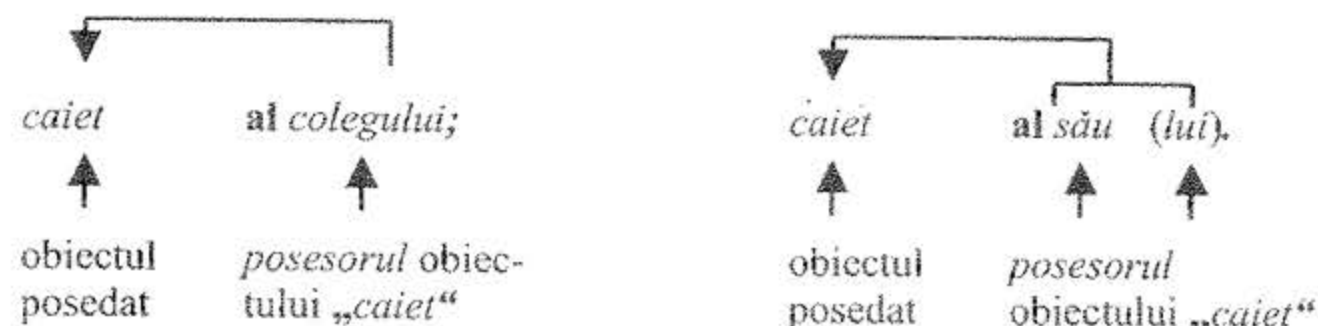 caiet al colegului;
obiectul posesorul obiec-
posedat tului „caiet“
caiet al său (lui).
obiectul posesorul
posedat obiectului „caiet“